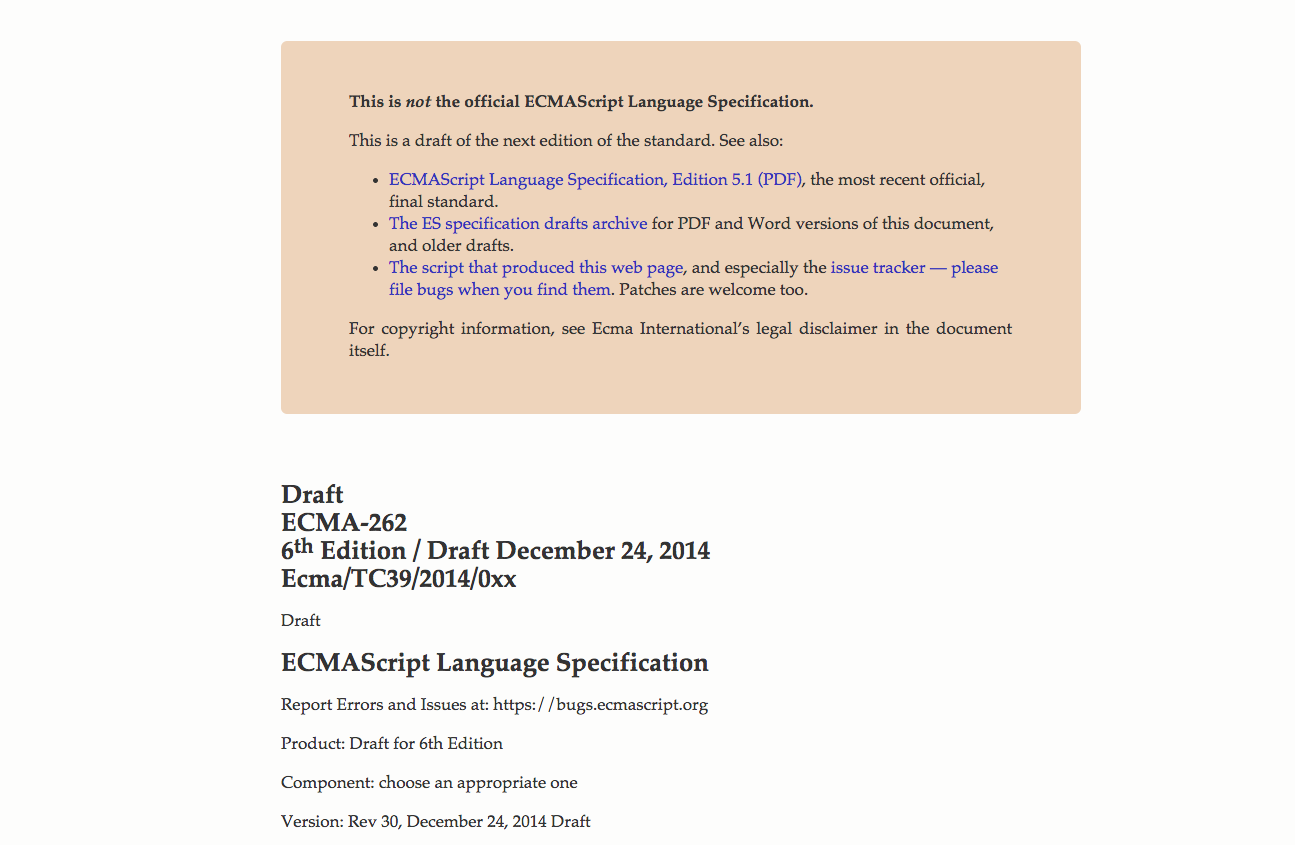 This is not the official ECMAScript Language Specification.
This is a draft of the next edition of the standard. See also:
• ECMAScript Language Specification, Edition 5.1 (PDF), the most recent official,
final standard.
• The ES specification drafts archive for PDF and Word versions of this document,
and older drafts.
• The script that produced this web page, and especially the issue tracker — please
file bugs when you find them. Patches are welcome too.
For copyright information, see Ecma International’s legal disclaimer in the document
itself.
Draft
ECMA-262
6th Edition / Draft December 24, 2014
Ecma/TC39/2014/0xx
Draft
ECMAScript Language Specification
Report Errors and Issues at: https://bugs.ecmascript.org
Product: Draft for 6th Edition
Component: choose an appropriate one
Version: Rev 30, December 24, 2014 Draft